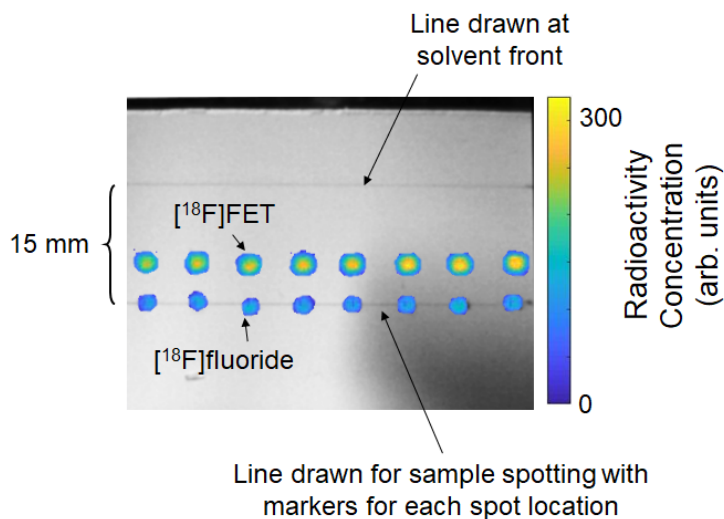 Line drawn at
solvent front
300
Radioactivity
Concentration
(arb. units)
[¹⁸F]FET
15 mm
[¹⁸F]fluoride
0
Line drawn for sample spotting with
markers for each spot location